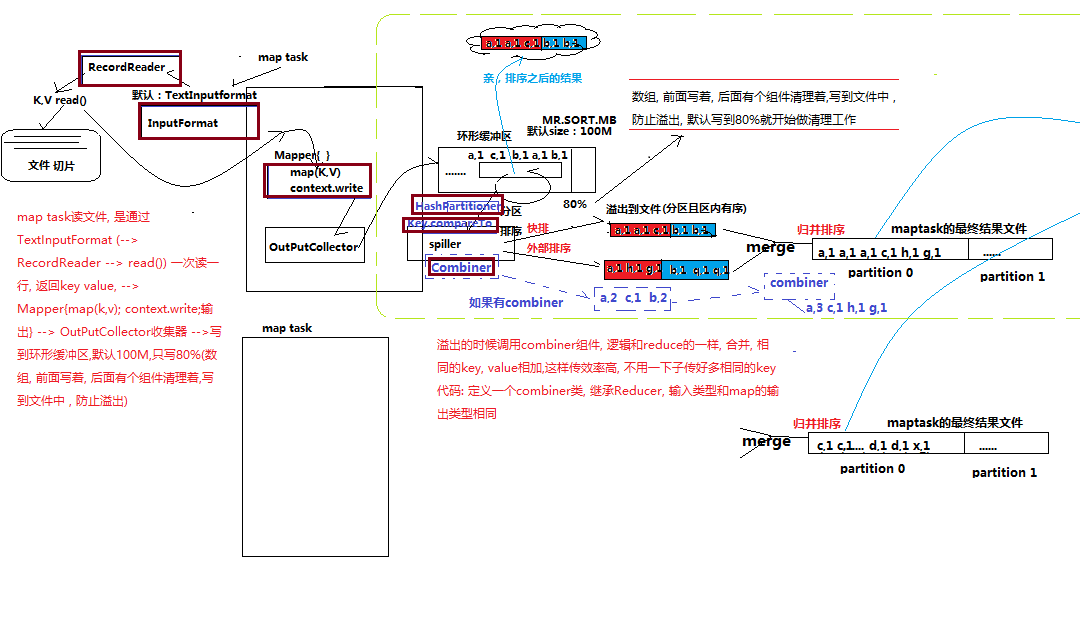 RecordReader
map task
K,V read()
默认：TextInputformat
InputFormat
文件 切片
Mapper{ }
map(K,V)
context.write
OutPutCollector
map task读文件, 是通过
TextInputFormat (-->
RecordReader --> read()) 一次读一
行, 返回key value, -->
Mapper{map(k,v); context.write;输
出} --> OutPutCollector收集器 -->写
到环形缓冲区,默认100M,只写80%(数
组, 前面写着, 后面有个组件清理着,写
到文件中 , 防止溢出)
map task
a,1 a,1 c,1 b,1 b,1
亲，排序之后的结果
数组, 前面写着, 后面有个组件清理着,写到文件中 ,
防止溢出, 默认写到80%就开始做清理工作
MR.SORT.MB
环形缓冲区
默认size：100M
a,1 c,1 b,1 a,1 b,1
.......
80%
HashPartitioner
分区
Key.compareTo
排序
spiller
Combiner
快排
外部排序
溢出到文件(分区且区内有序)
a,1 a,1 c,1 b,1 b,1
a,1 h,1 g,1 b,1 q,1 q,1
merge
归并排序
maptask的最终结果文件
a,1 a,1 a,1 c,1 h,1 g,1
......
partition 0
partition 1
如果有combiner
a,2 c,1 b,2
combiner
a,3 c,1 h,1 g,1
溢出的时候调用combiner组件, 逻辑和reduce的一样, 合并, 相
同的key, value相加,这样传效率高, 不用一下子传好多相同的key
代码: 定义一个combiner类, 继承Reducer, 输入类型和map的输
出类型相同
归并排序
maptask的最终结果文件
merge
c,1 c,1.... d,1 d,1 x,1
......
partition 0
partition 1